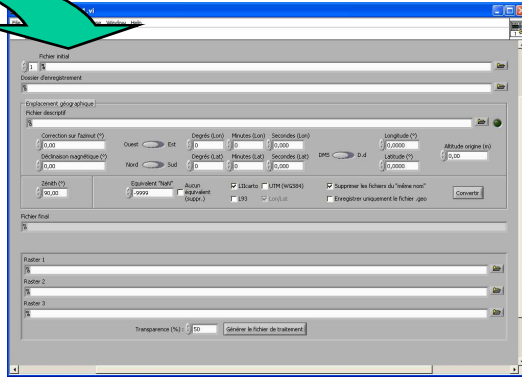 .vi
Window Help
Fichier initial
1
Dossier d'enregistrement
Emplacement géographique
Fichier descriptif
Correction sur l'azimut (°) Degrés (Lon) Minutes (Lon) Secondes (Lon) Longitude (°)
0,00 Ouest Est 0 0 0,00 0,0000 Altitude origine (m)
Déclinaison magnétique (°) Degrés (Lat) Minutes (Lat) Secondes (Lat) DMS D.d Latitude (°) 0,00
0,00 Nord Sud 0 0 0,00 0,0000
Zénith (°) Equivalent "NaN" Aucun équivalent (suppr.) LIIcarto UTM (WGS84) Supprimer les fichiers du "même nom"
90,00 -9999 L93 Lon/Lat Enregistrer uniquement le fichier .geo Convertir
Fichier final
Raster 1
Raster 2
Raster 3
Transparence (%) : 50 Générer le fichier de traitement